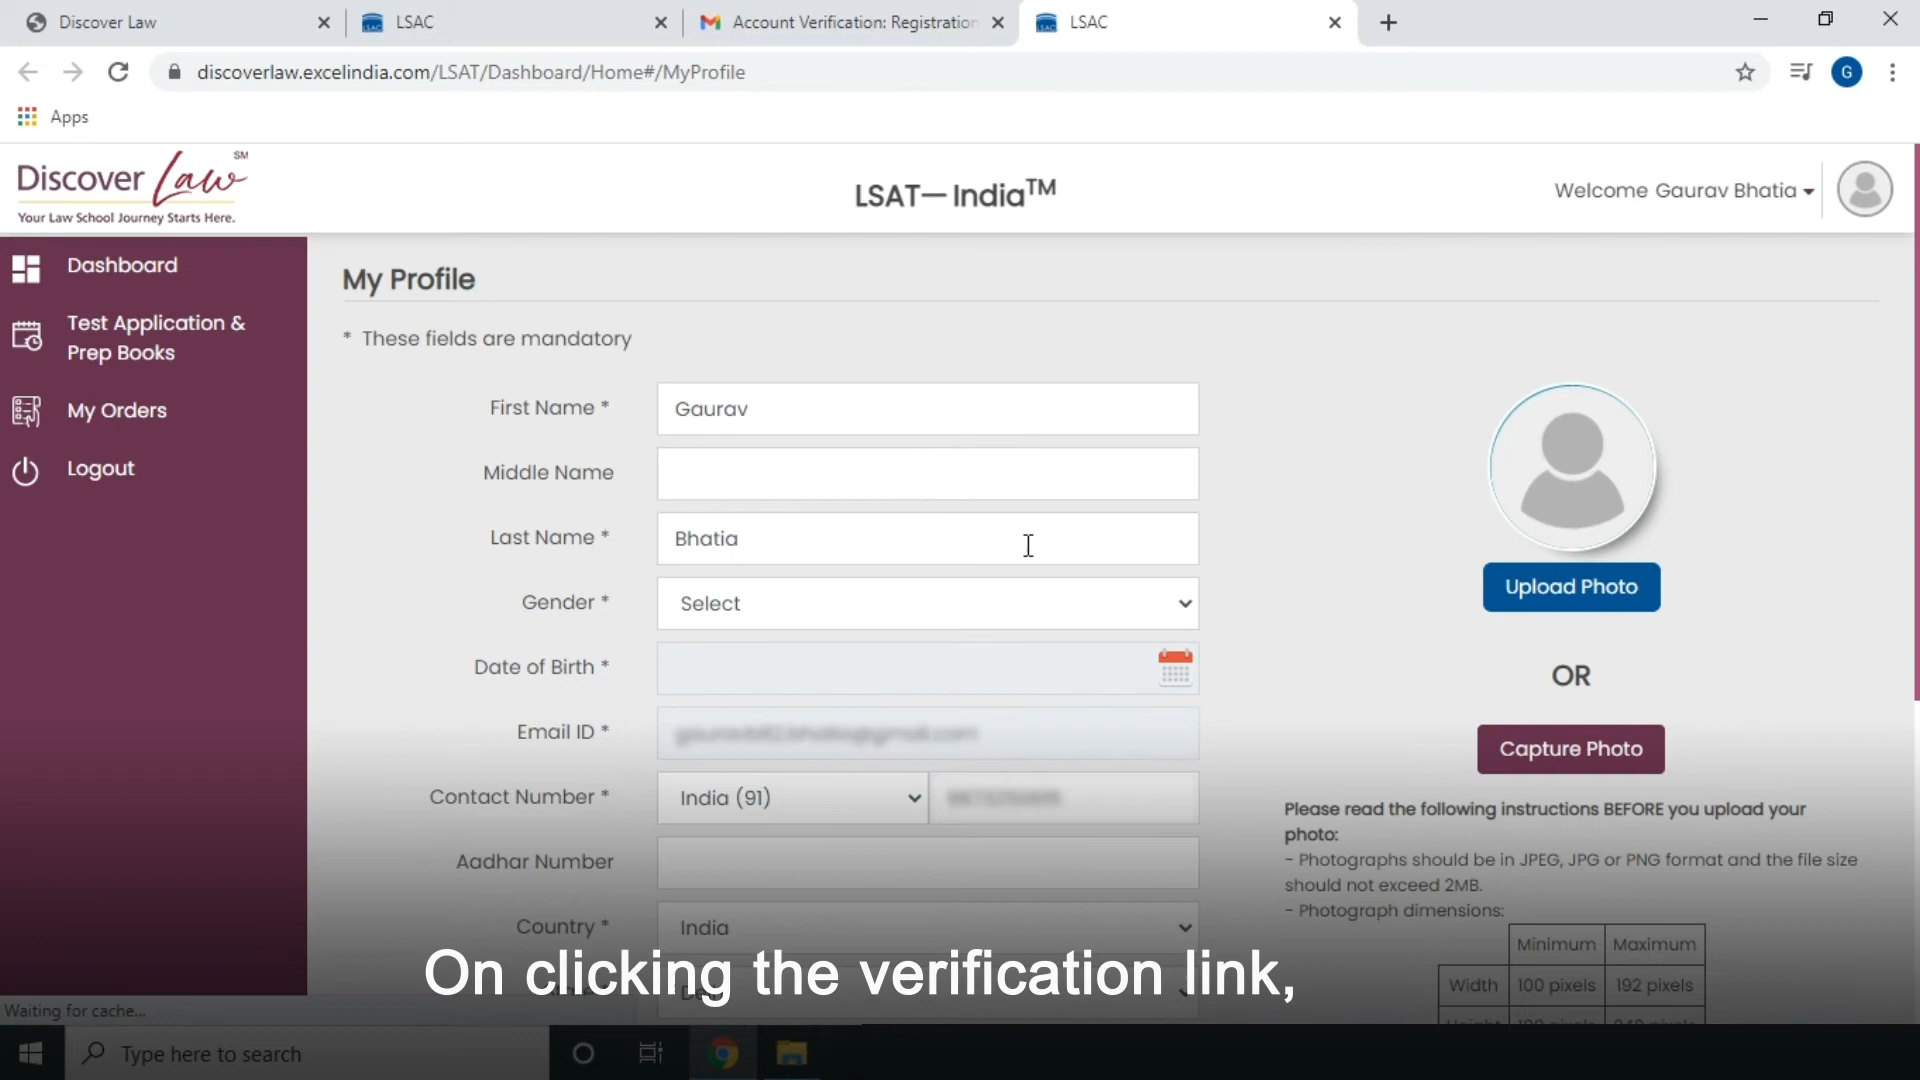 Discover Law
LSAC
Account Verification: Registration
LSAC
discoverlaw.excelindia.com/LSAT/Dashboard/Home#/MyProfile
G
Apps
Discover Law SM
Your Law School Journey Starts Here.
LSAT— India™
Welcome Gaurav Bhatia
Dashboard
Test Application &
Prep Books
My Orders
Logout
My Profile
* These fields are mandatory
First Name *
Gaurav
Middle Name
Last Name *
Bhatia
Gender *
Select
Date of Birth *
Email ID *
Contact Number *
India (91)
Aadhar Number
Country *
India
Upload Photo
OR
Capture Photo
Please read the following instructions BEFORE you upload your
photo:
- Photographs should be in JPEG, JPG or PNG format and the file size
should not exceed 2MB.
- Photograph dimensions:
Minimum Maximum
Width 100 pixels 192 pixels
On clicking the verification link,
Waiting for cache...
Type here to search